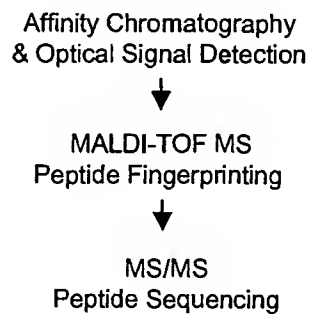 Affinity Chromatography
& Optical Signal Detection
MALDI-TOF MS
Peptide Fingerprinting
MS/MS
Peptide Sequencing